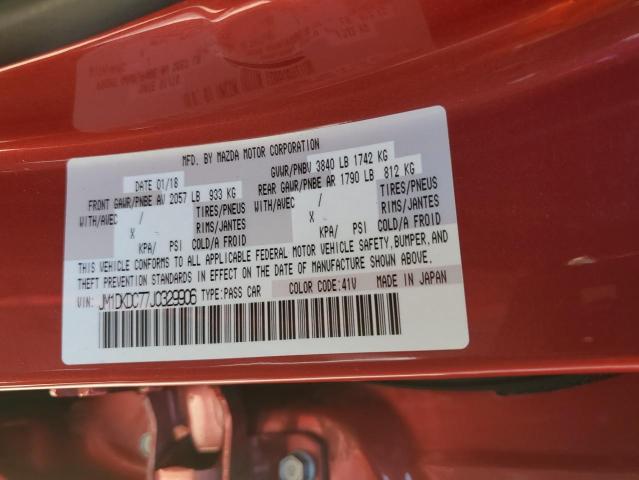 MFD. BY MAZDA MOTOR CORPORATION
DATE 01/18 GVWR/PNBV 3840 LB 1742 KG
FRONT GAWR/PNBE AV 2057 LB 933 KG REAR GAWR/PNBE AR 1790 LB 812 KG
WITH/AVEC / TIRES/PNEUS WITH/AVEC / TIRES/PNEUS
X RIMS/JANTES X RIMS/JANTES
KPA/ PSI COLD/A FROID KPA/ PSI COLD/A FROID
THIS VEHICLE CONFORMS TO ALL APPLICABLE FEDERAL MOTOR VEHICLE SAFETY, BUMPER, AND
THEFT PREVENTION STANDARDS IN EFFECT ON THE DATE OF MANUFACTURE SHOWN ABOVE.
VIN: JM1DKDC77JC329906 TYPE:PASS CAR COLOR CODE:41V MADE IN JAPAN